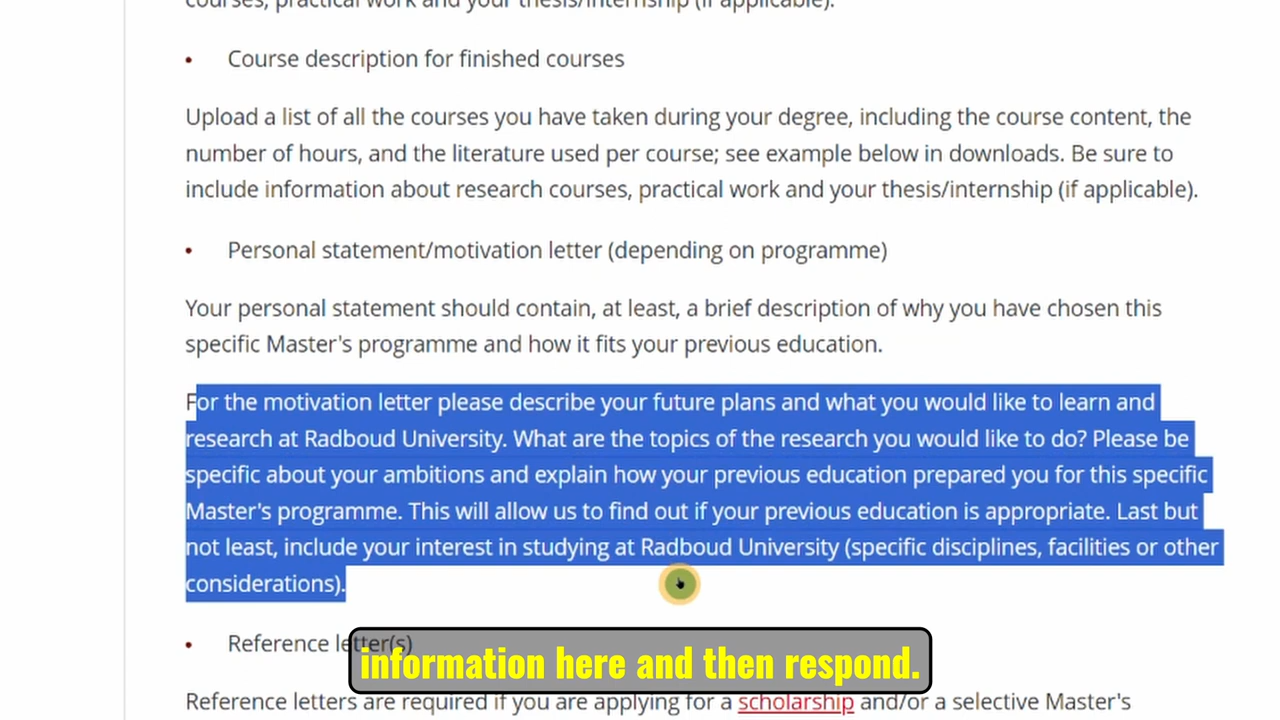 courses, practical work and your thesis/internship (if applicable).
• Course description for finished courses
Upload a list of all the courses you have taken during your degree, including the course content, the
number of hours, and the literature used per course; see example below in downloads. Be sure to
include information about research courses, practical work and your thesis/internship (if applicable).
• Personal statement/motivation letter (depending on programme)
Your personal statement should contain, at least, a brief description of why you have chosen this
specific Master's programme and how it fits your previous education.
For the motivation letter please describe your future plans and what you would like to learn and
research at Radboud University. What are the topics of the research you would like to do? Please be
specific about your ambitions and explain how your previous education prepared you for this specific
Master's programme. This will allow us to find out if your previous education is appropriate. Last but
not least, include your interest in studying at Radboud University (specific disciplines, facilities or other
considerations).
• Reference letter(s)
information here and then respond.
Reference letters are required if you are applying for a scholarship and/or a selective Master's